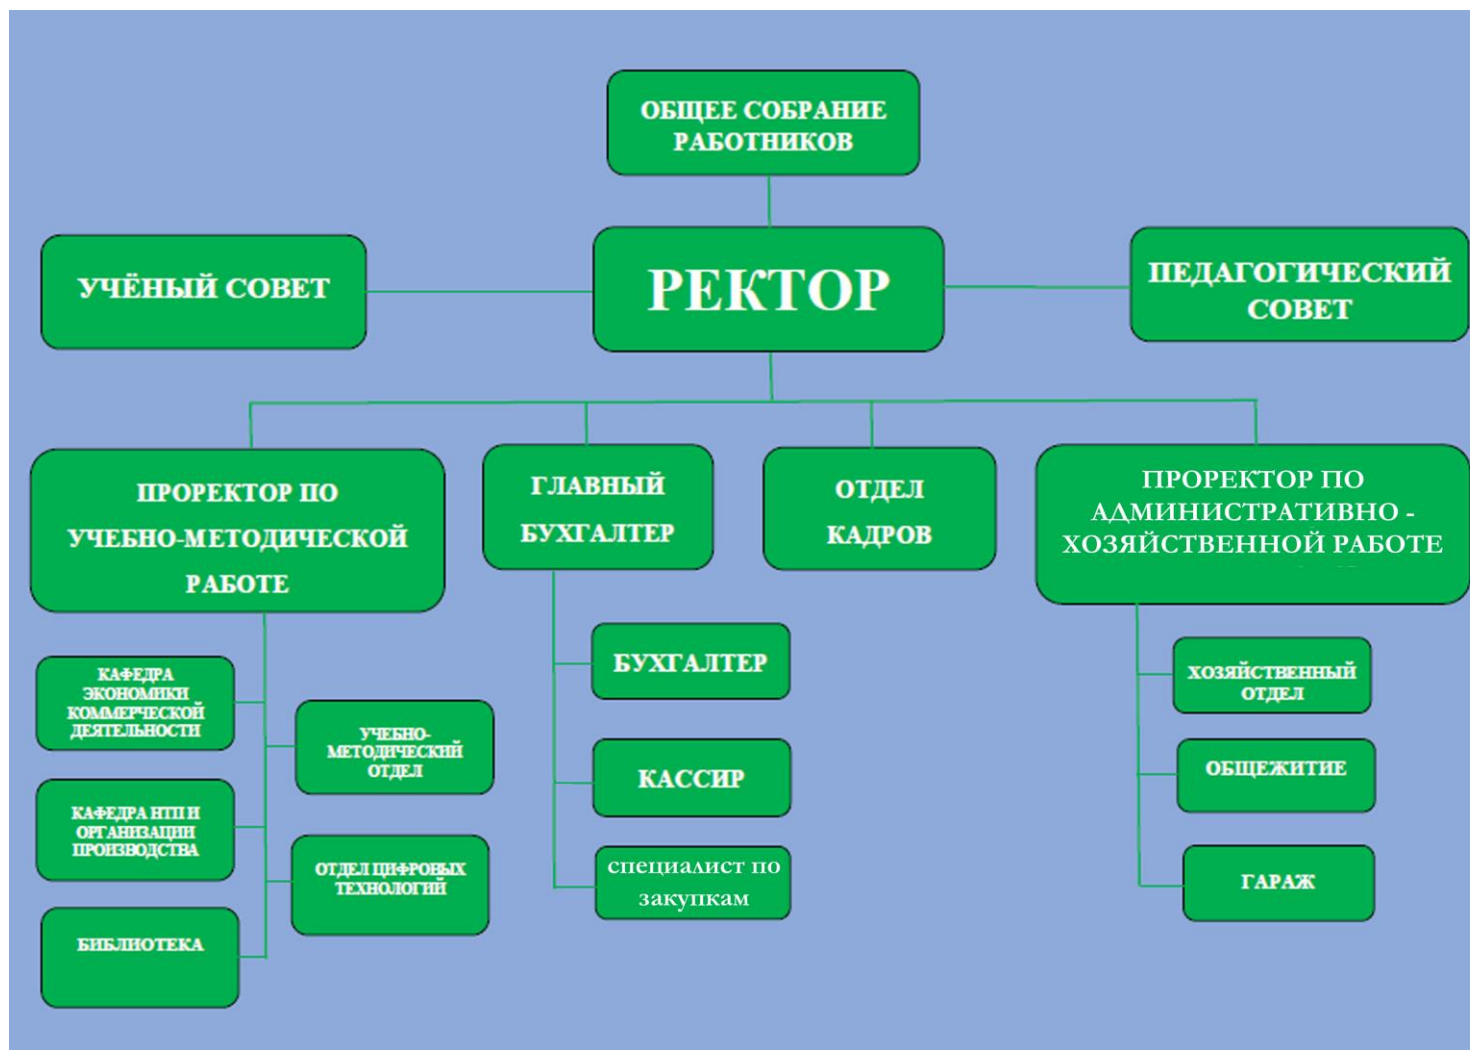 ОБЩЕЕ СОБРАНИЕ
РАБОТНИКОВ
УЧЁНЫЙ СОВЕТ
РЕКТОР
ПЕДАГОГИЧЕСКИЙ
СОВЕТ
ПРОРЕКТОР ПО
УЧЕБНО-МЕТОДИЧЕСКОЙ
РАБОТЕ
ГЛАВНЫЙ
БУХГАЛТЕР
ОТДЕЛ
КАДРОВ
ПРОРЕКТОР ПО
АДМИНИСТРАТИВНО -
ХОЗЯЙСТВЕННОЙ РАБОТЕ
КАФЕДРА
ЭКОНОМИКИ
КОММЕРЧЕСКОЙ
ДЕЯТЕЛЬНОСТИ
УЧЕБНО-
МЕТОДИЧЕСКИЙ
ОТДЕЛ
КАФЕДРА НТП И
ОРГАНИЗАЦИИ
ПРОИЗВОДСТВА
ОТДЕЛ ЦИФРОВЫХ
ТЕХНОЛОГИЙ
БИБЛИОТЕКА
БУХГАЛТЕР
КАССИР
специалист по
закупкам
ХОЗЯЙСТВЕННЫЙ
ОТДЕЛ
ОБЩЕЖИТИЕ
ГАРАЖ